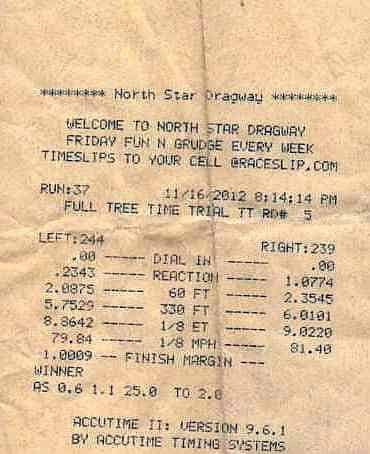 ******** North Star Dragway ********
WELCOME TO NORTH STAR DRAGWAY
FRIDAY FUN N GRUDGE EVERY WEEK
TIMESLIPS TO YOUR CELL @RACESLIP.COM
RUN:37 11/16/2012 8:14:14 PM
FULL TREE TIME TRIAL TT RD# 5
LEFT:244 RIGHT:239
.00 ----- DIAL IN ----- .00
.2343 ----- REACTION ----- 1.0774
2.0875 ----- 60 FT ----- 2.3545
5.7529 ----- 330 FT ----- 6.0101
8.8642 ----- 1/8 ET ----- 9.0220
79.84 ----- 1/8 MPH ----- 81.40
1.0009 -- FINISH MARGIN ---
WINNER
AS 0.6 1.1 25.0 TO 2.0
ACCUTIME II: VERSION 9.6.1
BY ACCUTIME TIMING SYSTEMS